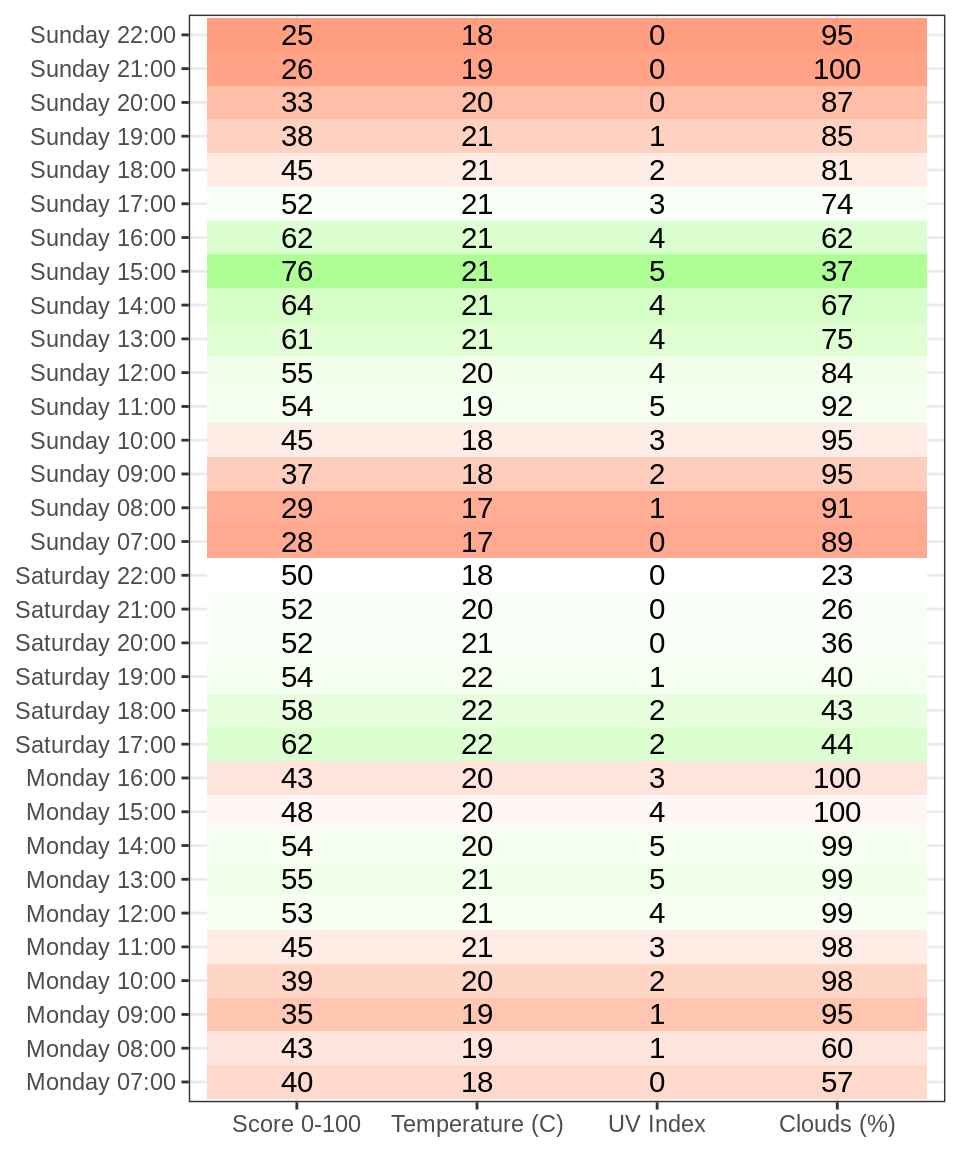 Sunday 22:00 25 18 0 95
Sunday 21:00 26 19 0 100
Sunday 20:00 33 20 0 87
Sunday 19:00 38 21 1 85
Sunday 18:00 45 21 2 81
Sunday 17:00 52 21 3 74
Sunday 16:00 62 21 4 62
Sunday 15:00 76 21 5 37
Sunday 14:00 64 21 4 67
Sunday 13:00 61 21 4 75
Sunday 12:00 55 20 4 84
Sunday 11:00 54 19 5 92
Sunday 10:00 45 18 3 95
Sunday 09:00 37 18 2 95
Sunday 08:00 29 17 1 91
Sunday 07:00 28 17 0 89
Saturday 22:00 50 18 0 23
Saturday 21:00 52 20 0 26
Saturday 20:00 52 21 0 36
Saturday 19:00 54 22 1 40
Saturday 18:00 58 22 2 43
Saturday 17:00 62 22 2 44
Monday 16:00 43 20 3 100
Monday 15:00 48 20 4 100
Monday 14:00 54 20 5 99
Monday 13:00 55 21 5 99
Monday 12:00 53 21 4 99
Monday 11:00 45 21 3 98
Monday 10:00 39 20 2 98
Monday 09:00 35 19 1 95
Monday 08:00 43 19 1 60
Monday 07:00 40 18 0 57
Score 0-100 Temperature (C) UV Index Clouds (%)